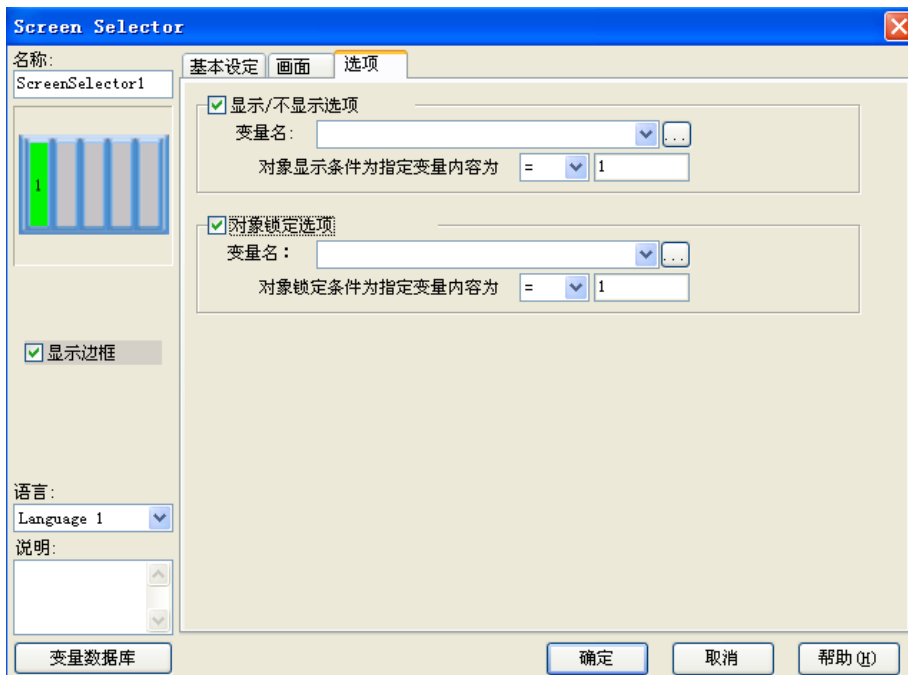 Screen Selector
名称:
ScreenSelector1
1
显示边框
语言:
Language 1
说明:
变量数据库
基本设定 画面 选项
显示/不显示选项
变量名:
...
对象显示条件为指定变量内容为 = 1
对象锁定选项
变量名：
...
对象锁定条件为指定变量内容为 = 1
确定 取消 帮助(H)